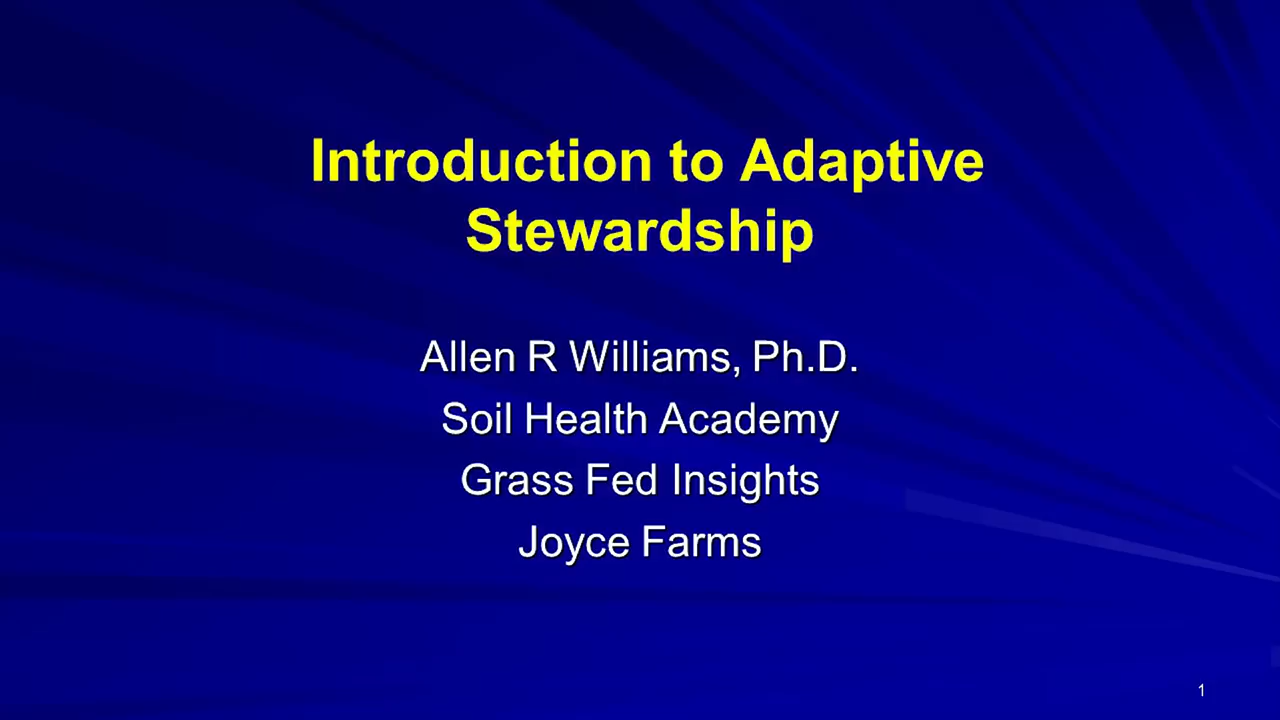 Introduction to Adaptive
Stewardship
Allen R Williams, Ph.D.
Soil Health Academy
Grass Fed Insights
Joyce Farms
1